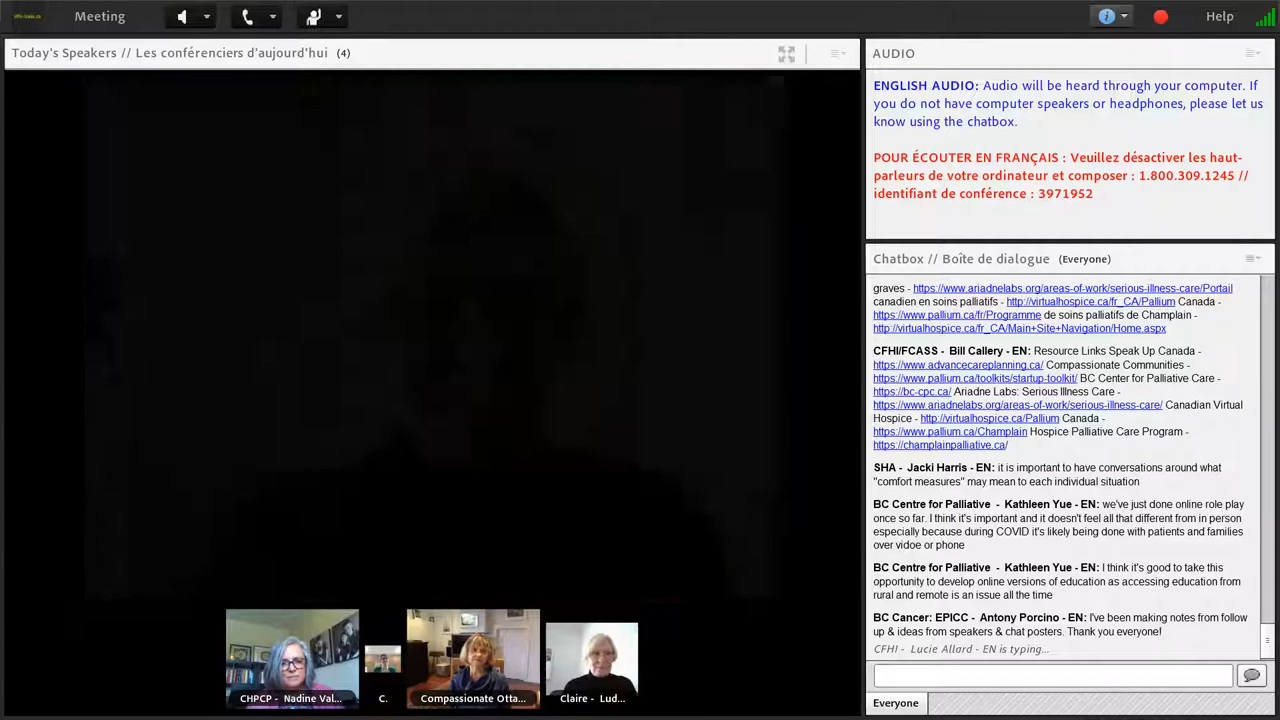 Meeting
Help
Today's Speakers // Les conférenciers d'aujourd'hui (4)
AUDIO
ENGLISH AUDIO: Audio will be heard through your computer. If
you do not have computer speakers or headphones, please let us
know using the chatbox.
POUR ÉCOUTER EN FRANÇAIS : Veuillez désactiver les haut-
parleurs de votre ordinateur et composer : 1.800.309.1245 //
identifiant de conférence : 3971952
Chatbox // Boîte de dialogue (Everyone)
graves - https://www.ariadnelabs.org/areas-of-work/serious-illness-care/Portail
canadien en soins palliatifs - http://virtualhospice.ca/fr_CA/Pallium Canada -
https://www.pallium.ca/fr/Programme de soins palliatifs de Champlain -
http://virtualhospice.ca/fr_CA/Main+Site+Navigation/Home.aspx
CFHI/FCASS - Bill Callery - EN: Resource Links Speak Up Canada -
https://www.advancecareplanning.ca/ Compassionate Communities -
https://www.pallium.ca/toolkits/startup-toolkit/ BC Center for Palliative Care -
https://bc-cpc.ca/ Ariadne Labs: Serious Illness Care -
https://www.ariadnelabs.org/areas-of-work/serious-illness-care/ Canadian Virtual
Hospice - http://virtualhospice.ca/Pallium Canada -
https://www.pallium.ca/Champlain Hospice Palliative Care Program -
https://champlainpalliative.ca/
SHA - Jacki Harris - EN: it is important to have conversations around what
"comfort measures" may mean to each individual situation
BC Centre for Palliative - Kathleen Yue - EN: we've just done online role play
once so far. I think it's important and it doesn't feel all that different from in person
especially because during COVID it's likely being done with patients and families
over vidoe or phone
BC Centre for Palliative - Kathleen Yue - EN: I think it's good to take this
opportunity to develop online versions of education as accessing education from
rural and remote is an issue all the time
BC Cancer: EPICC - Antony Porcino - EN: I've been making notes from follow
up & ideas from speakers & chat posters. Thank you everyone!
CFHI - Lucie Allard - EN is typing...
Everyone
CHPCP - Nadine Val...
C.
Compassionate Otta...
Claire - Lud...